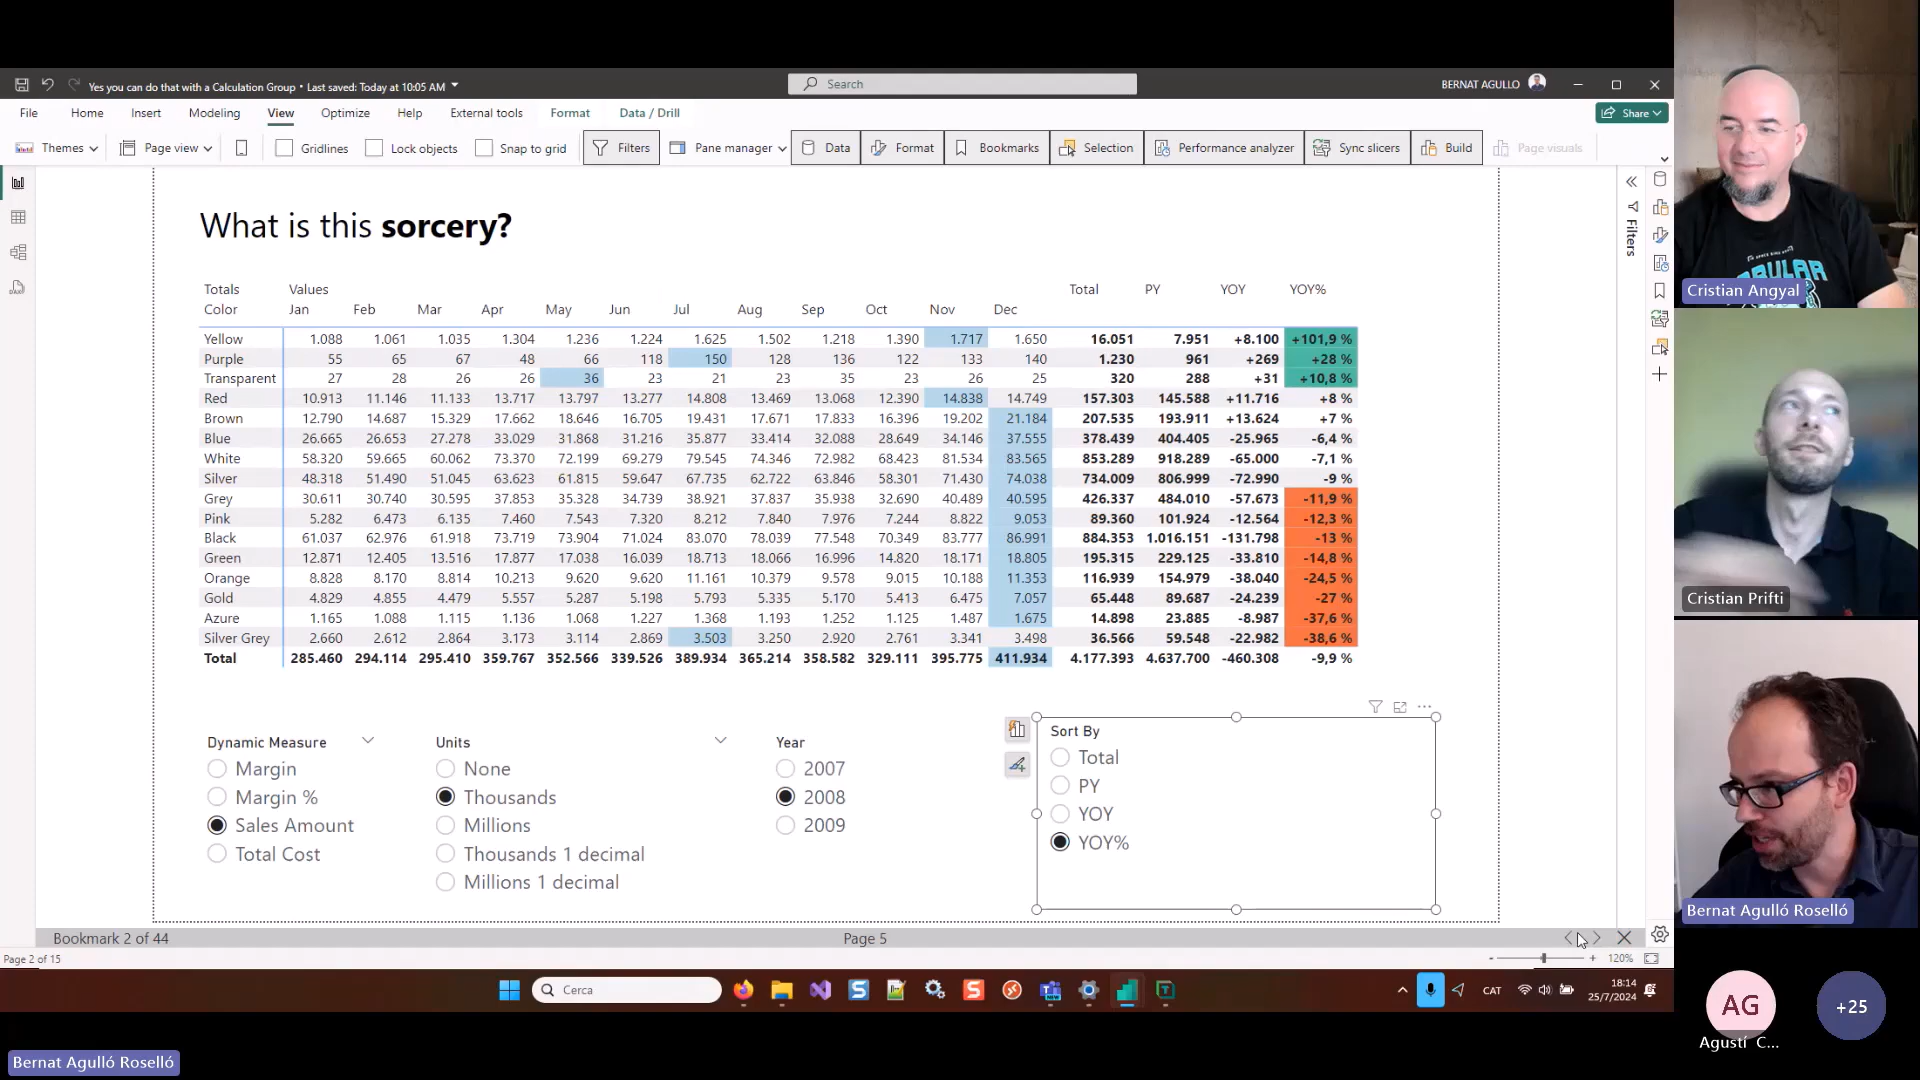 Yes you can do that with a Calculation Group • Last saved: Today at 10:05 AM
Search
BERNAT AGULLO
File Home Insert Modeling View Optimize Help External tools Format Data / Drill
Share
Themes Page view Gridlines Lock objects Snap to grid Filters Pane manager Data Format Bookmarks Selection Performance analyzer Sync slicers Build Page visuals
What is this sorcery?
Filters
Totals Values Total PY YOY YOY%
Color Jan Feb Mar Apr May Jun Jul Aug Sep Oct Nov Dec
Yellow 1.088 1.061 1.035 1.304 1.236 1.224 1.625 1.502 1.218 1.390 1.717 1.650 16.051 7.951 +8.100 +101,9 %
Purple 55 65 67 48 66 118 150 128 136 122 133 140 1.230 961 +269 +28 %
Transparent 27 28 26 26 36 23 21 23 35 23 26 25 320 288 +31 +10,8 %
Red 10.913 11.146 11.133 13.717 13.797 13.277 14.808 13.469 13.068 12.390 14.838 14.749 157.303 145.588 +11.716 +8 %
Brown 12.790 14.687 15.329 17.662 18.646 16.705 19.431 17.671 17.833 16.396 19.202 21.184 207.535 193.911 +13.624 +7 %
Blue 26.665 26.653 27.278 33.029 31.868 31.216 35.877 33.414 32.088 28.649 34.146 37.555 378.439 404.405 -25.965 -6,4 %
White 58.320 59.665 60.062 73.370 72.199 69.279 79.545 74.346 72.982 68.423 81.534 83.565 853.289 918.289 -65.000 -7,1 %
Silver 48.318 51.490 51.045 63.623 61.815 59.647 67.735 62.722 63.846 58.301 71.430 74.038 734.009 806.999 -72.990 -9 %
Grey 30.611 30.740 30.595 37.853 35.328 34.739 38.921 37.837 35.938 32.690 40.489 40.595 426.337 484.010 -57.673 -11,9 %
Pink 5.282 6.473 6.135 7.460 7.543 7.320 8.212 7.840 7.976 7.244 8.822 9.053 89.360 101.924 -12.564 -12,3 %
Black 61.037 62.976 61.918 73.719 73.904 71.024 83.070 78.039 77.548 70.349 83.777 86.991 884.353 1.016.151 -131.798 -13 %
Green 12.871 12.405 13.516 17.877 17.038 16.039 18.713 18.066 16.996 14.820 18.171 18.805 195.315 229.125 -33.810 -14,8 %
Orange 8.828 8.170 8.814 10.213 9.620 9.620 11.161 10.379 9.578 9.015 10.188 11.353 116.939 154.979 -38.040 -24,5 %
Gold 4.829 4.855 4.479 5.557 5.287 5.198 5.793 5.335 5.170 5.413 6.475 7.057 65.448 89.687 -24.239 -27 %
Azure 1.165 1.088 1.115 1.136 1.068 1.227 1.368 1.193 1.252 1.125 1.487 1.675 14.898 23.885 -8.987 -37,6 %
Silver Grey 2.660 2.612 2.864 3.173 3.114 2.869 3.503 3.250 2.920 2.761 3.341 3.498 36.566 59.548 -22.982 -38,6 %
Total 285.460 294.114 295.410 359.767 352.566 339.526 389.934 365.214 358.582 329.111 395.775 411.934 4.177.393 4.637.700 -460.308 -9,9 %
Dynamic Measure
Margin
Margin %
Sales Amount
Total Cost
Units
None
Thousands
Millions
Thousands 1 decimal
Millions 1 decimal
Year
2007
2008
2009
Sort By
Total
PY
YOY
YOY%
Bookmark 2 of 44 Page 5
Page 2 of 15 120%
Cerca
CAT
18:14
25/7/2024
Cristian Angyal
Cristian Prifti
Bernat Agulló Roselló
AG
Agustí C...
+25
Bernat Agulló Roselló